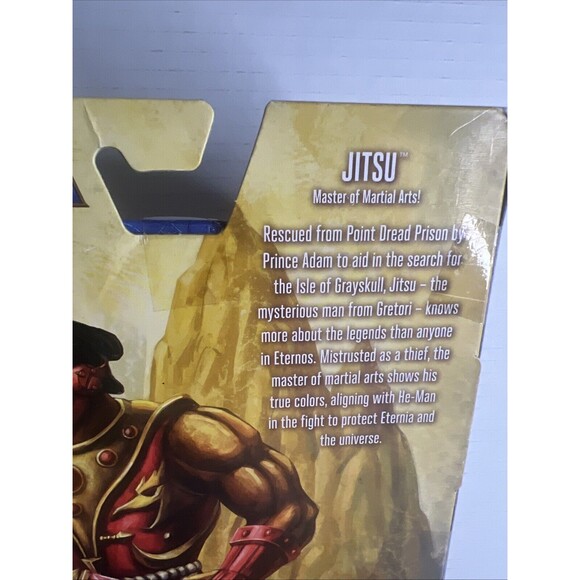 JITSU™
Master of Martial Arts!
Rescued from Point Dread Prison by
Prince Adam to aid in the search for
the Isle of Grayskull, Jitsu – the
mysterious man from Gretori – knows
more about the legends than anyone
in Eternos. Mistrusted as a thief, the
master of martial arts shows his
true colors, aligning with He-Man
in the fight to protect Eternia and
the universe.